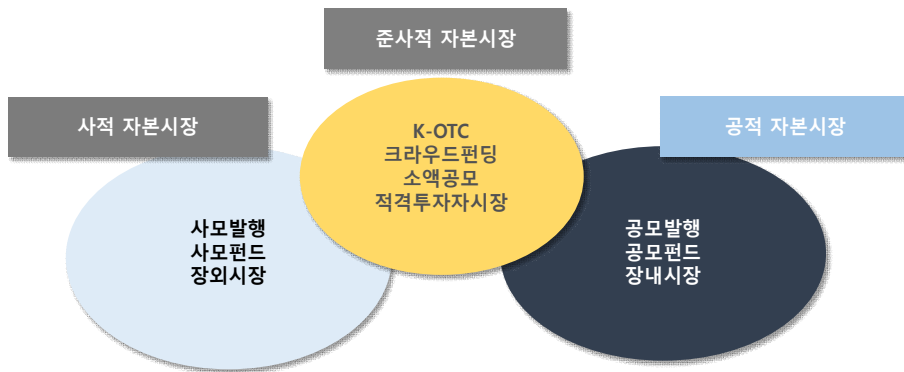 준사적 자본시장
사적 자본시장
공적 자본시장
K-OTC
크라우드펀딩
소액공모
적격투자자시장
사모발행
사모펀드
장외시장
공모발행
공모펀드
장내시장